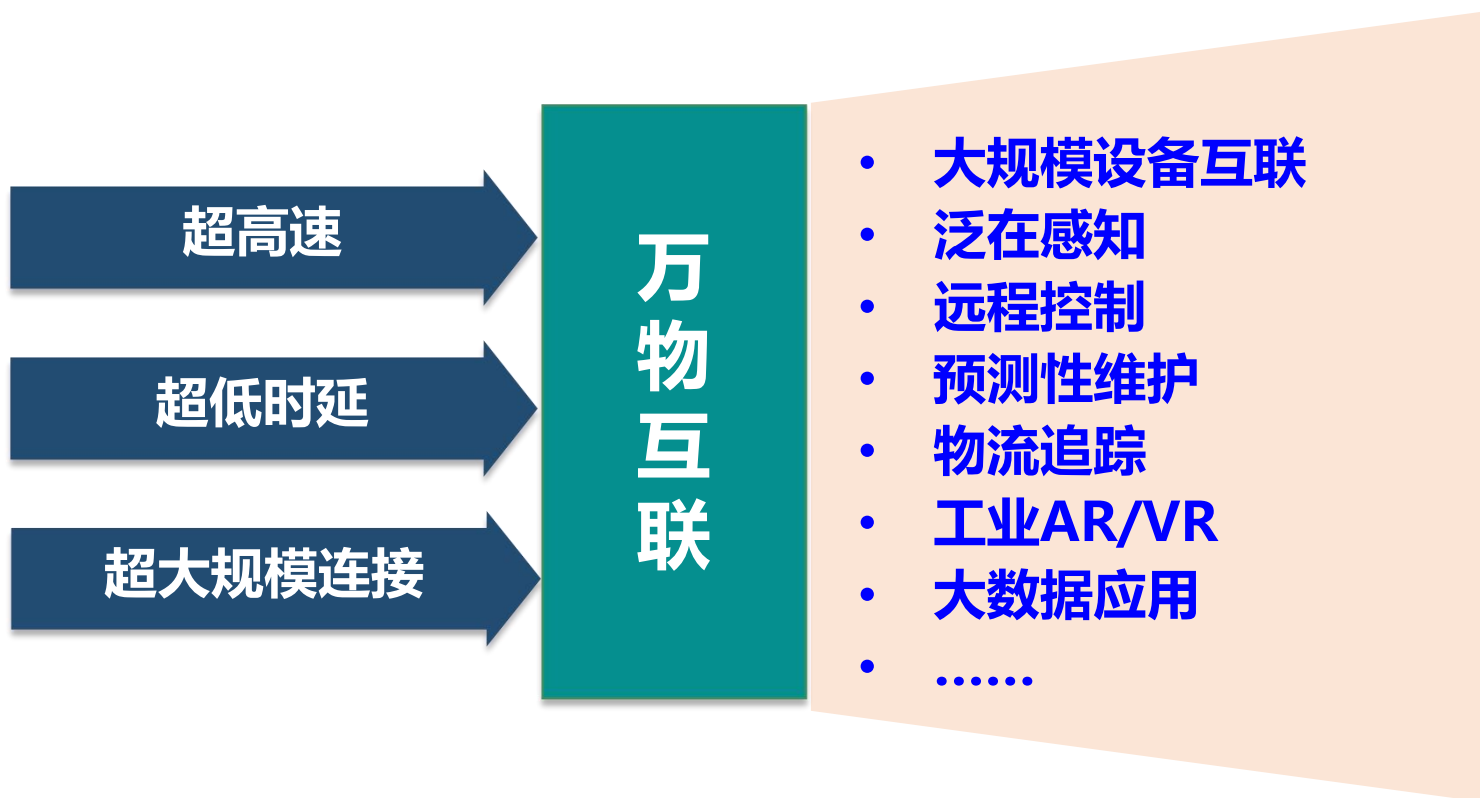 超高速
超低时延
超大规模连接
万
物
互
联
• 大规模设备互联
• 泛在感知
• 远程控制
• 预测性维护
• 物流追踪
• 工业AR/VR
• 大数据应用
• ……